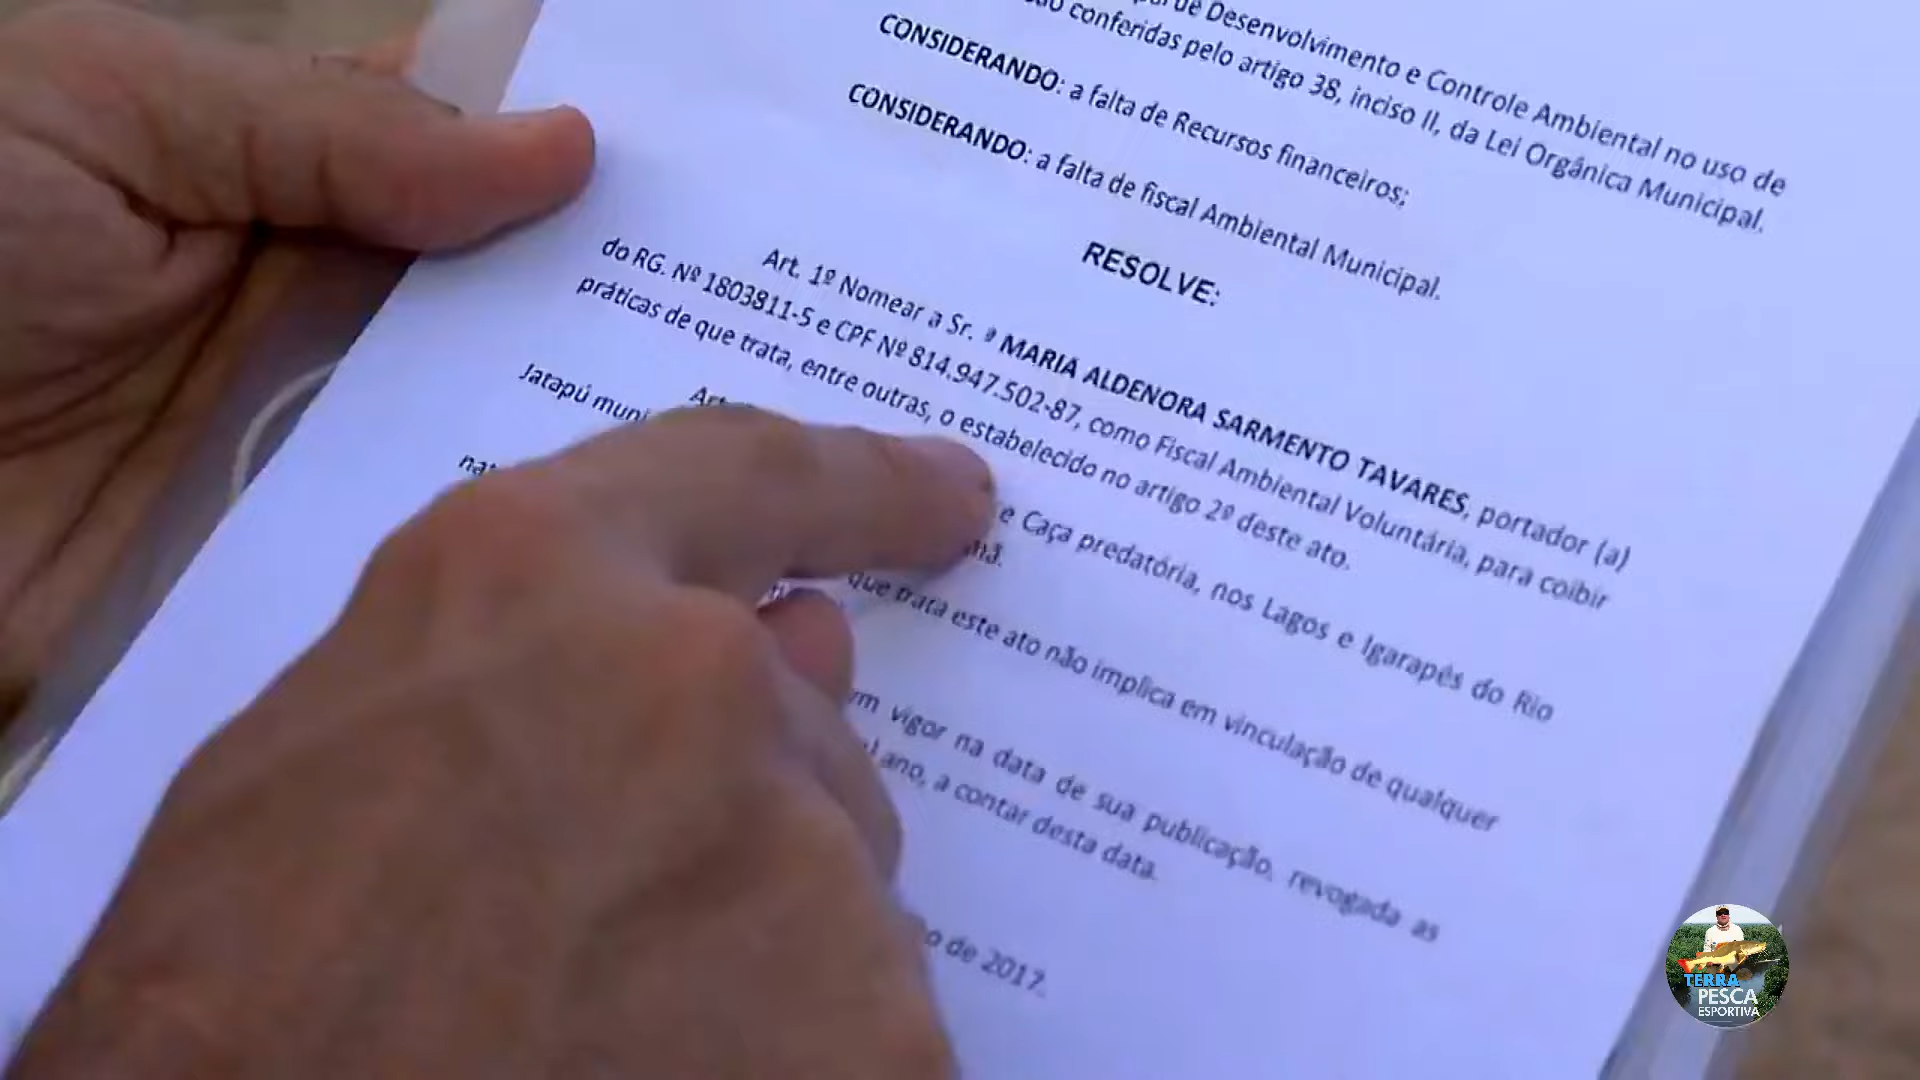 de Desenvolvimento e Controle Ambiental no uso de
conferidas pelo artigo 38, inciso II, da Lei Orgânica Municipal.
CONSIDERANDO: a falta de Recursos financeiros;
CONSIDERANDO: a falta de fiscal Ambiental Municipal.
RESOLVE:
Art. 1º Nomear a Sr. ª MARIA ALDENORA SARMENTO TAVARES, portador (a)
do RG. Nº 1803811-5 e CPF Nº 814.947.502-87, como Fiscal Ambiental Voluntária, para coibir
práticas de que trata, entre outras, o estabelecido no artigo 2º deste ato.
Art e Caça predatória, nos Lagos e Igarapés do Rio
Jatapú muni
que trata este ato não implica em vinculação de qualquer
nat
vigor na data de sua publicação, revogada as
ano, a contar desta data.
de 2017.
TERRA
PESCA
ESPORTIVA